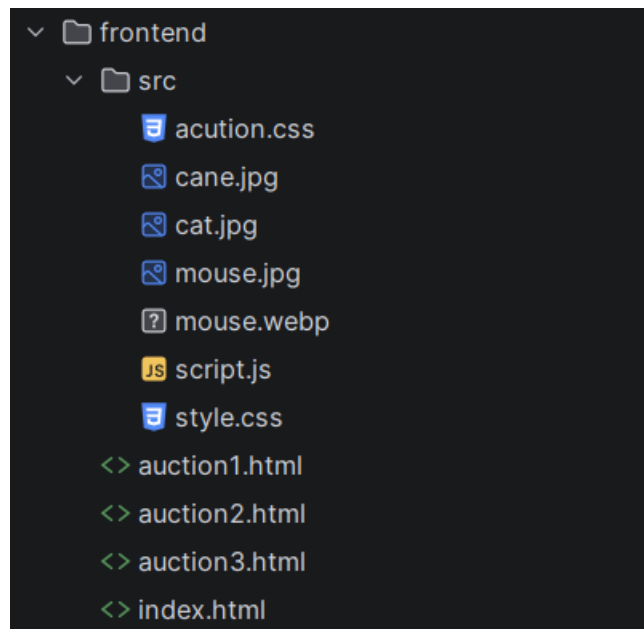 frontend
src
acution.css
cane.jpg
cat.jpg
mouse.jpg
? mouse.webp
JS script.js
style.css
<> auction1.html
<> auction2.html
<> auction3.html
<> index.html